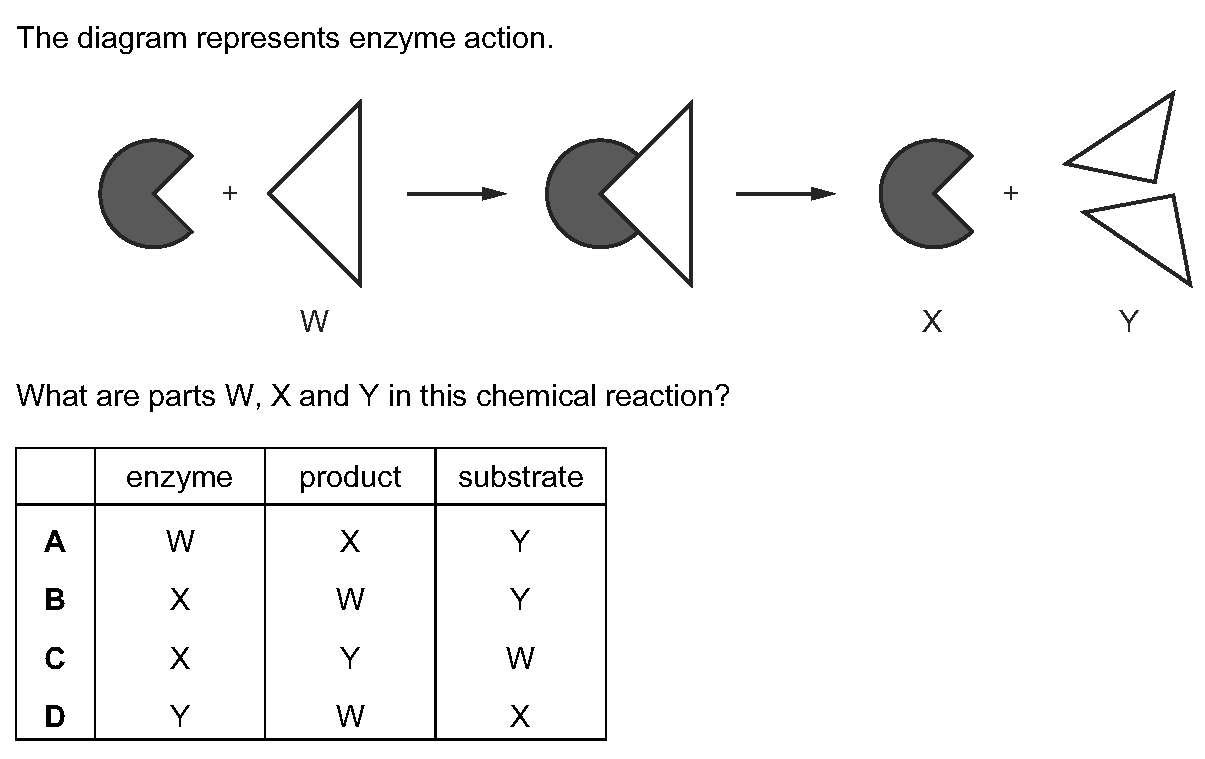 The diagram represents enzyme action.
+ +
W X Y
What are parts W, X and Y in this chemical reaction?
enzyme product substrate
A W X Y
B X W Y
C X Y W
D Y W X